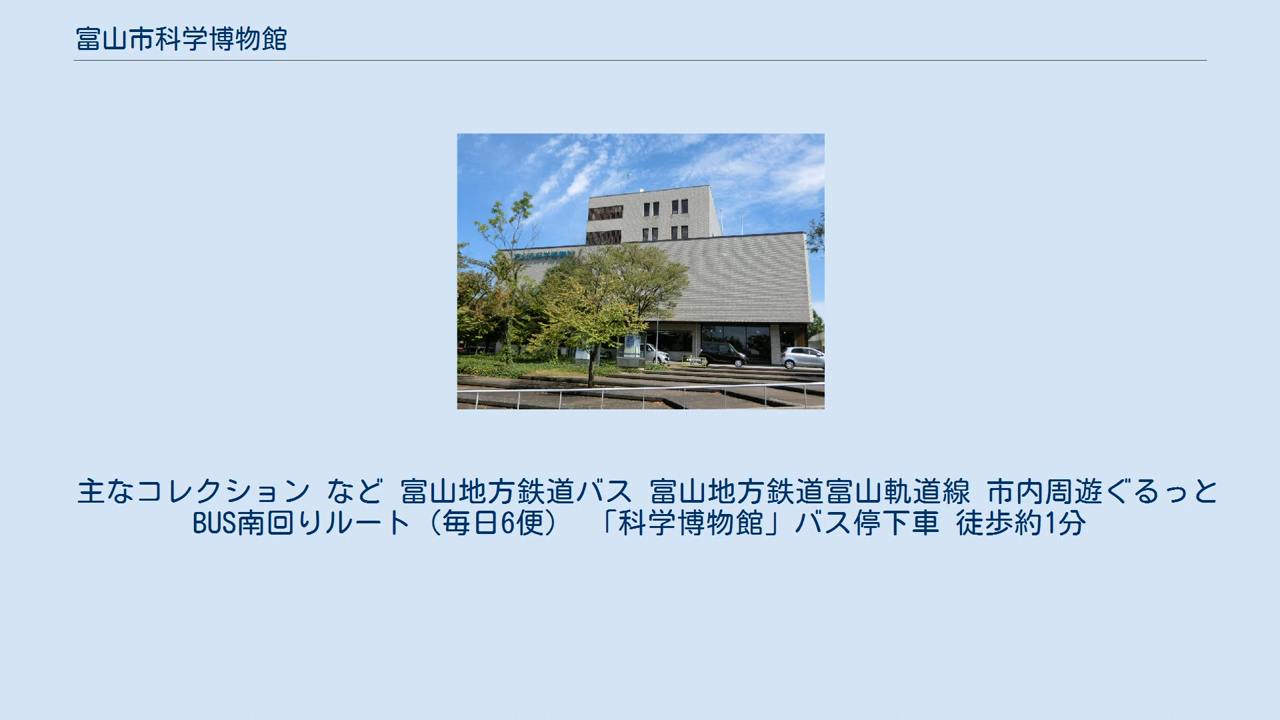 富山市科学博物館
主なコレクション など 富山地方鉄道バス 富山地方鉄道富山軌道線 市内周遊ぐるっと
BUS南回りルート（毎日6便） 「科学博物館」バス停下車 徒歩約1分